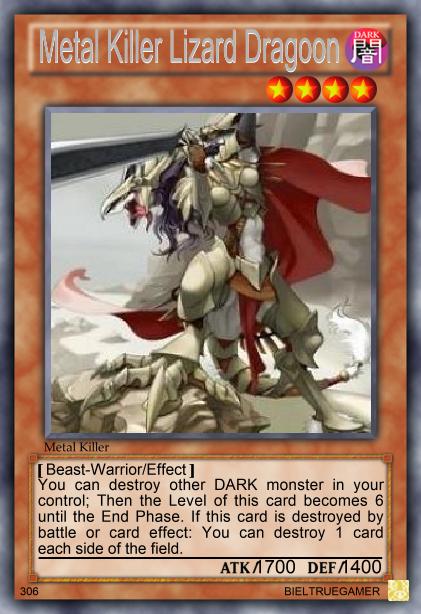 Metal Killer Lizard Dragoon
DARK
闇
Metal Killer
[ Beast-Warrior/Effect ]
You can destroy other DARK monster in your
control; Then the Level of this card becomes 6
until the End Phase. If this card is destroyed by
battle or card effect: You can destroy 1 card
each side of the field.
ATK/1700 DEF/1400
306 BIELTRUEGAMER